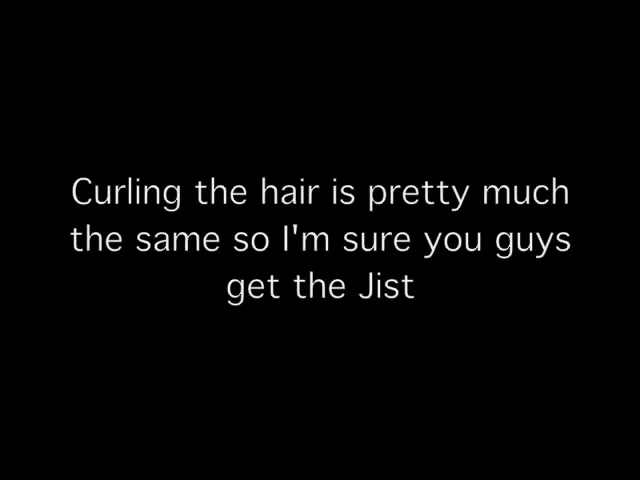 Curling the hair is pretty much
the same so I'm sure you guys
get the Jist